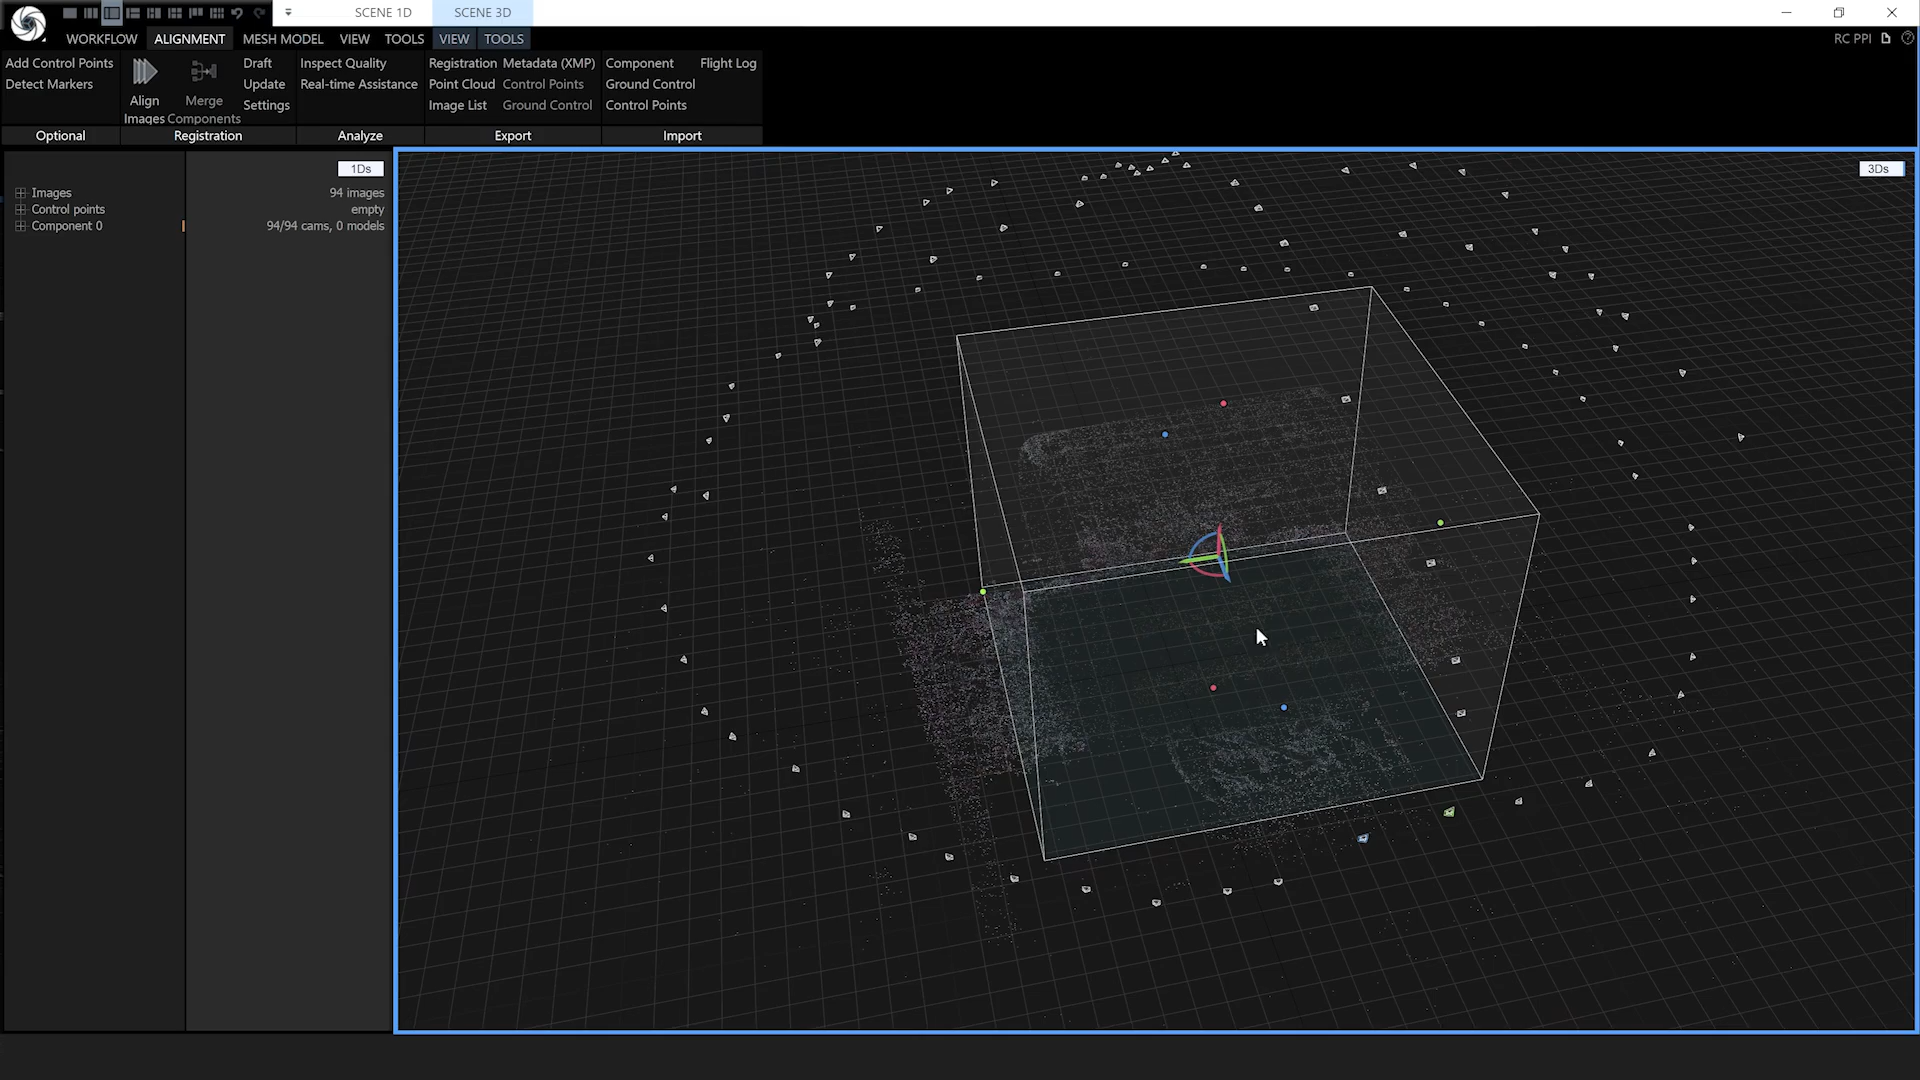 SCENE 1D SCENE 3D
WORKFLOW ALIGNMENT MESH MODEL VIEW TOOLS VIEW TOOLS RC PPI
Add Control Points
Detect Markers
Optional
Align Images
Merge Components
Draft
Update
Settings
Registration
Inspect Quality
Real-time Assistance
Analyze
Registration Metadata (XMP)
Point Cloud Control Points
Image List Ground Control
Export
Component Flight Log
Ground Control
Control Points
Import
1Ds
Images 94 images
Control points empty
Component 0 94/94 cams, 0 models
3Ds